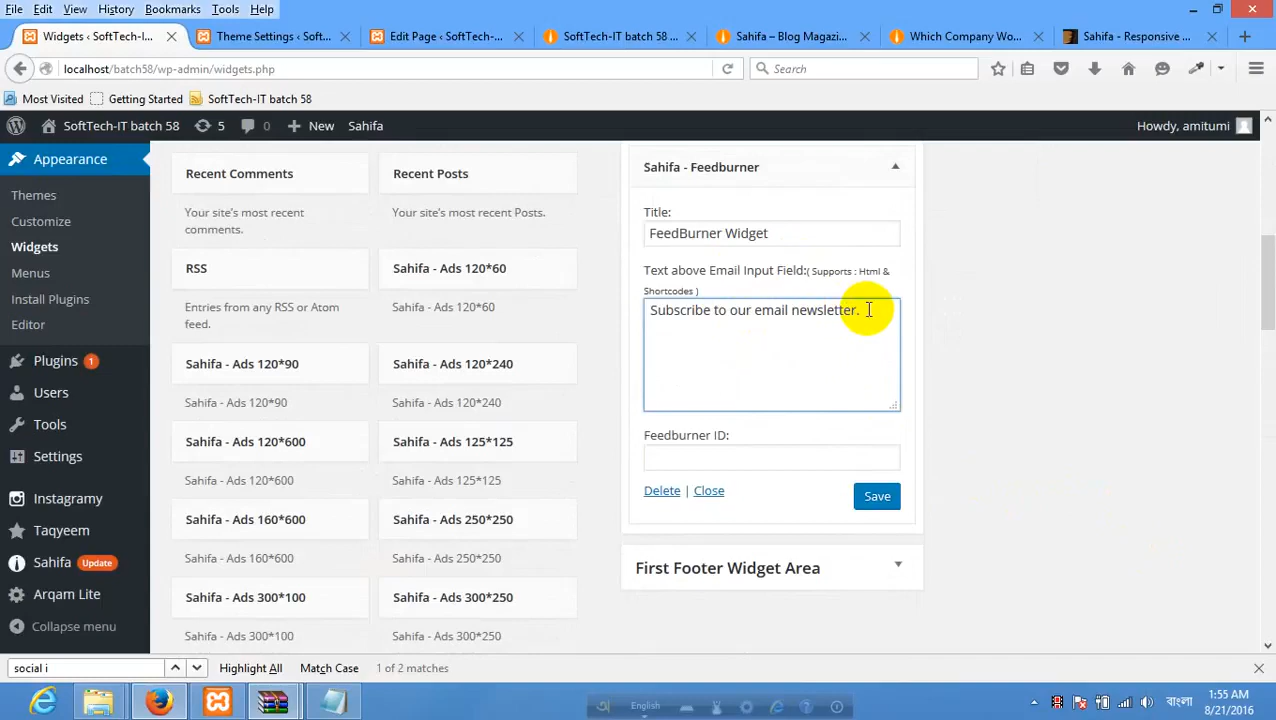 File Edit View History Bookmarks Tools Help
Widgets ‹ SoftTech-I... Theme Settings ‹ Soft... Edit Page ‹ SoftTech-... SoftTech-IT batch 58 ... Sahifa – Blog Magazi... Which Company Wo... Sahifa - Responsive ...
localhost/batch58/wp-admin/widgets.php Search
Most Visited Getting Started SoftTech-IT batch 58
SoftTech-IT batch 58 5 0 New Sahifa Howdy, amitumi
Appearance
Themes
Customize
Widgets
Menus
Install Plugins
Editor
Plugins 1
Users
Tools
Settings
Instagramy
Taqyeem
Sahifa Update
Arqam Lite
Collapse menu
Recent Comments
Your site's most recent
comments.
RSS
Entries from any RSS or Atom
feed.
Sahifa - Ads 120*90
Sahifa - Ads 120*90
Sahifa - Ads 120*600
Sahifa - Ads 120*600
Sahifa - Ads 160*600
Sahifa - Ads 160*600
Sahifa - Ads 300*100
Sahifa - Ads 300*100
Recent Posts
Your site's most recent Posts.
Sahifa - Ads 120*60
Sahifa - Ads 120*60
Sahifa - Ads 120*240
Sahifa - Ads 120*240
Sahifa - Ads 125*125
Sahifa - Ads 125*125
Sahifa - Ads 250*250
Sahifa - Ads 250*250
Sahifa - Ads 300*250
Sahifa - Ads 300*250
Sahifa - Feedburner
Title:
FeedBurner Widget
Text above Email Input Field:( Supports : Html &
Shortcodes )
Subscribe to our email newsletter.
Feedburner ID:
Delete | Close Save
First Footer Widget Area
social i Highlight All Match Case 1 of 2 matches
English
বাংলা
1:55 AM
8/21/2016